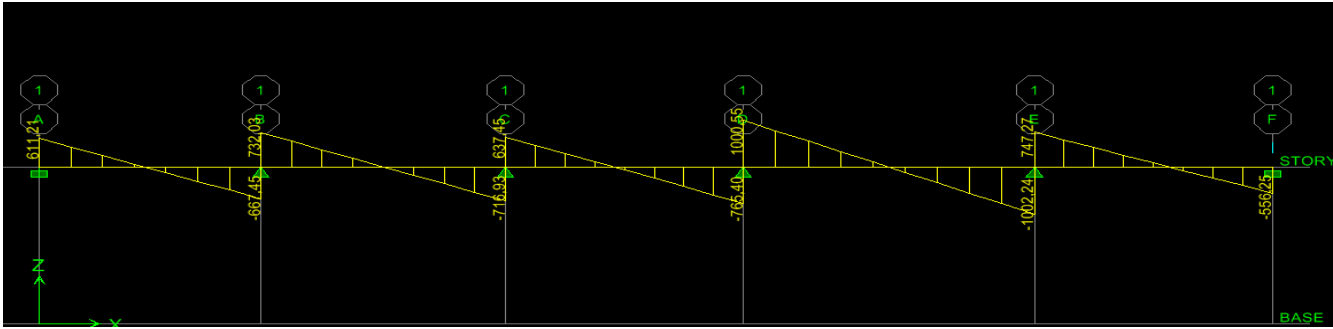 1 1 1 1 1 1
A B C D E F
611,21 732,03 637,45 1000,55 747,27
STORY
-667,45 -716,93 -765,40 -1002,24 -556,25
Z
X
BASE